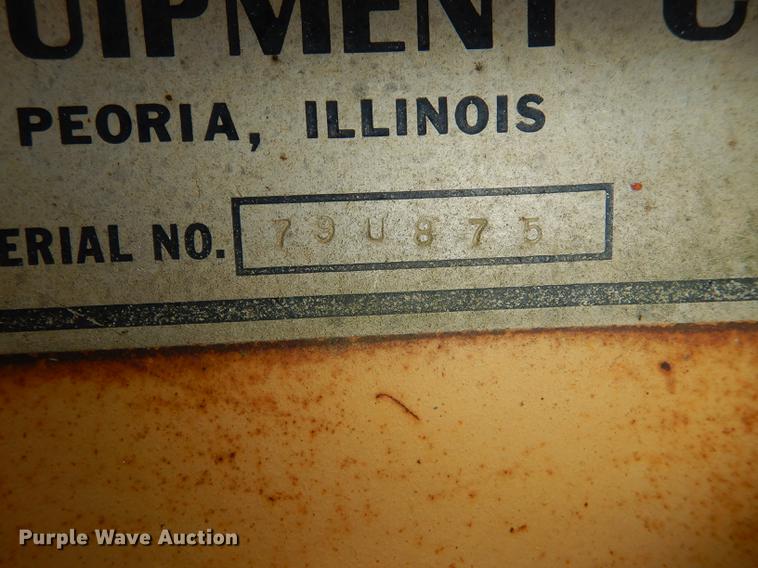 UIPMENT C
PEORIA, ILLINOIS
ERIAL NO. 79U875
Purple Wave Auction